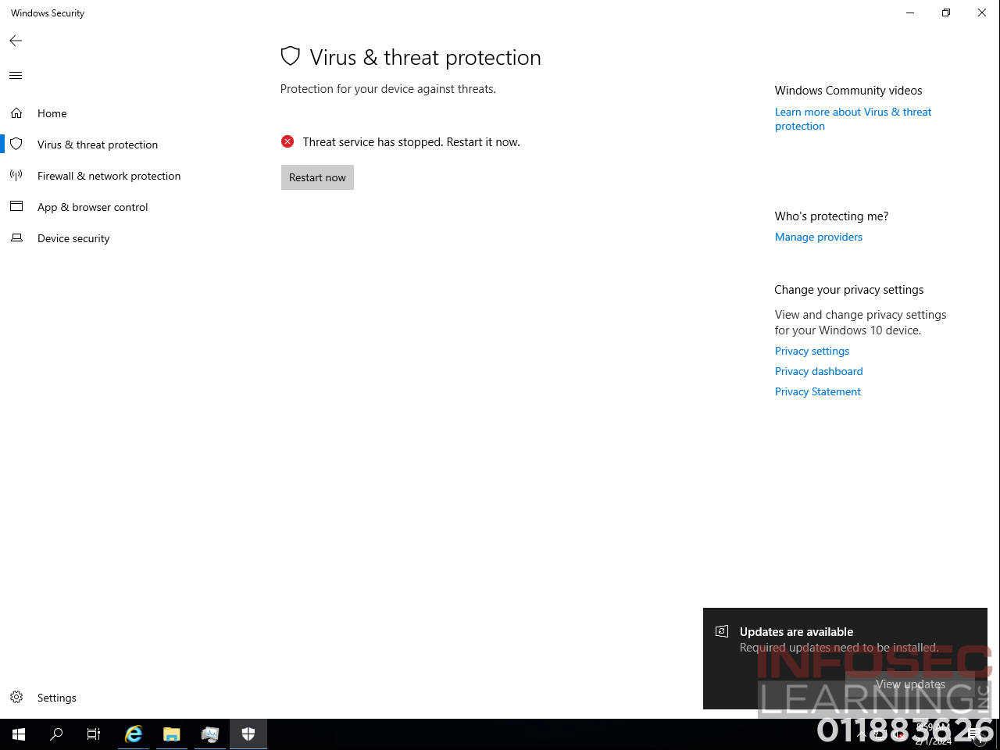 Windows Security
Home
Virus & threat protection
Firewall & network protection
App & browser control
Device security
Settings
Virus & threat protection
Protection for your device against threats.
Threat service has stopped. Restart it now.
Restart now
Windows Community videos
Learn more about Virus & threat
protection
Who's protecting me?
Manage providers
Change your privacy settings
View and change privacy settings
for your Windows 10 device.
Privacy settings
Privacy dashboard
Privacy Statement
Updates are available
Required updates need to be installed.
View updates
INFOSEC
LEARNING INC
011883626
8:59 AM
2/1/2024